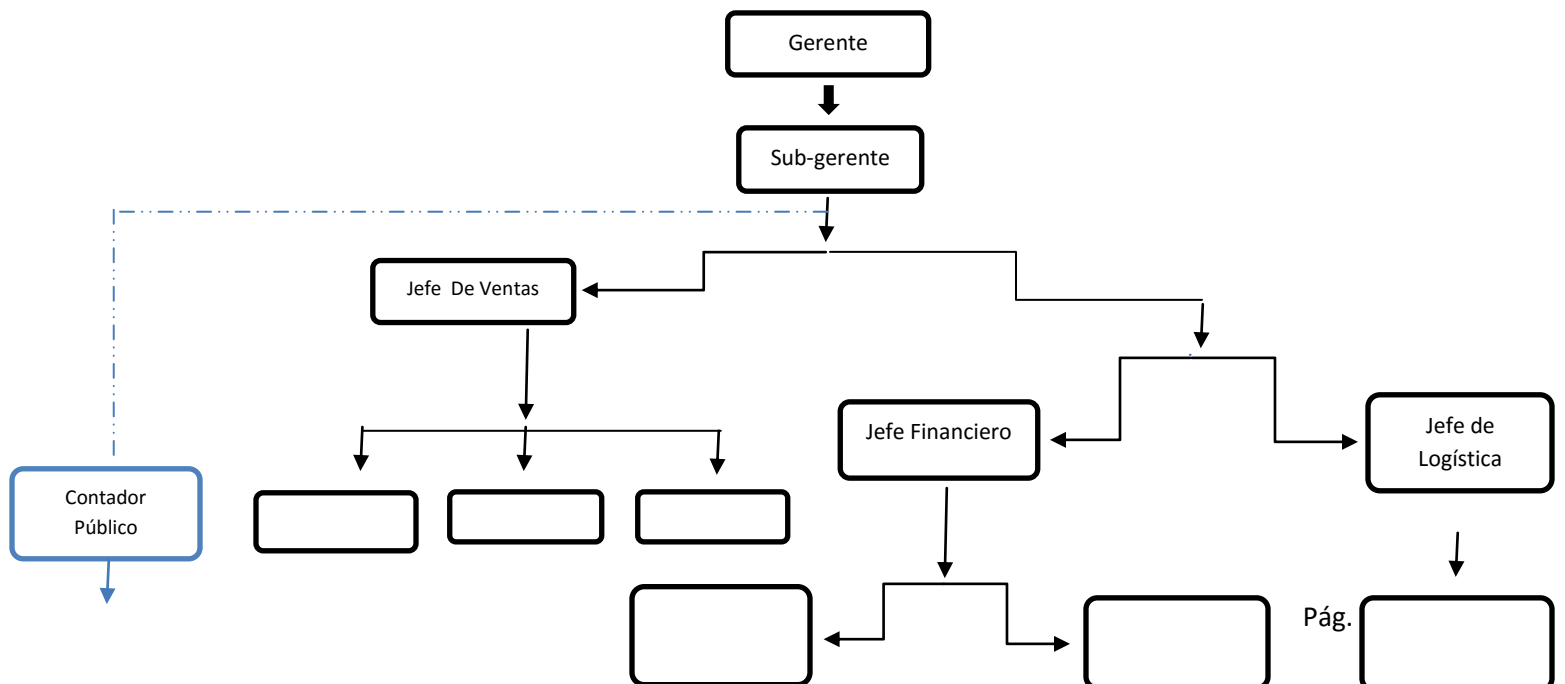 Gerente
Sub-gerente
Jefe De Ventas
Jefe Financiero
Jefe de
Logística
Contador
Público
Pág.